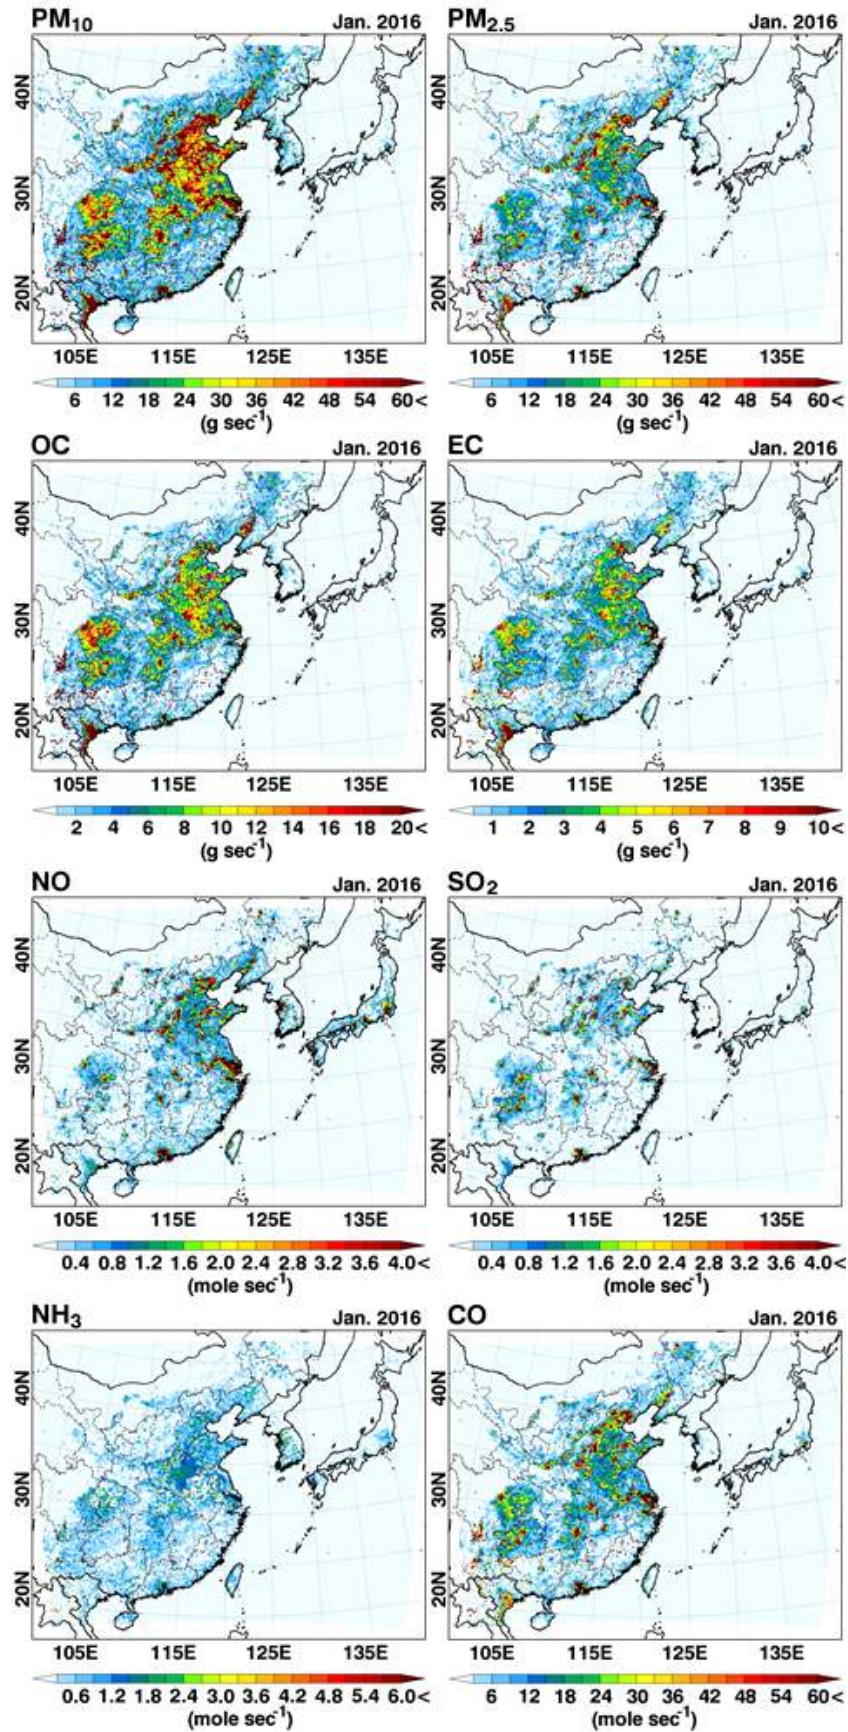 PM10 Jan. 2016 PM2.5 Jan. 2016
40N 40N
30N 30N
20N 20N
105E 115E 125E 135E 105E 115E 125E 135E
6 12 18 24 30 36 42 48 54 60< 6 12 18 24 30 36 42 48 54 60<
(g sec-1) (g sec-1)
OC Jan. 2016 EC Jan. 2016
40N 40N
30N 30N
20N 20N
105E 115E 125E 135E 105E 115E 125E 135E
2 4 6 8 10 12 14 16 18 20< 1 2 3 4 5 6 7 8 9 10<
(g sec-1) (g sec-1)
NO Jan. 2016 SO2 Jan. 2016
40N 40N
30N 30N
20N 20N
105E 115E 125E 135E 105E 115E 125E 135E
0.4 0.8 1.2 1.6 2.0 2.4 2.8 3.2 3.6 4.0< 0.4 0.8 1.2 1.6 2.0 2.4 2.8 3.2 3.6 4.0<
(mole sec-1) (mole sec-1)
NH3 Jan. 2016 CO Jan. 2016
40N 40N
30N 30N
20N 20N
105E 115E 125E 135E 105E 115E 125E 135E
0.6 1.2 1.8 2.4 3.0 3.6 4.2 4.8 5.4 6.0< 6 12 18 24 30 36 42 48 54 60<
(mole sec-1) (mole sec-1)